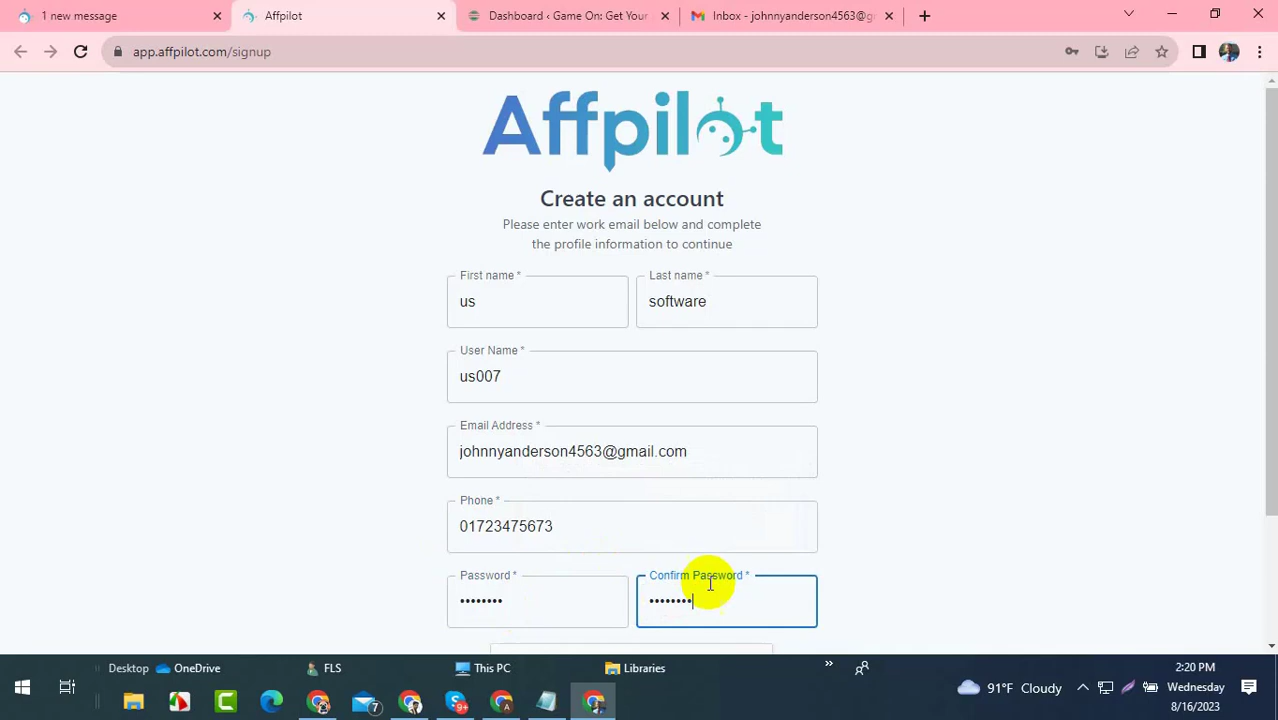 1 new message
Affpilot
Dashboard ‹ Game On: Get Your
Inbox - johnnyanderson4563@g
app.affpilot.com/signup
Affpilot
Create an account
Please enter work email below and complete
the profile information to continue
First name *
us
Last name *
software
User Name *
us007
Email Address *
johnnyanderson4563@gmail.com
Phone *
01723475673
Password *
••••••••
Confirm Password *
••••••••
Desktop
OneDrive
FLS
This PC
Libraries
»
2:20 PM
91°F Cloudy
Wednesday
8/16/2023
7
9+
A